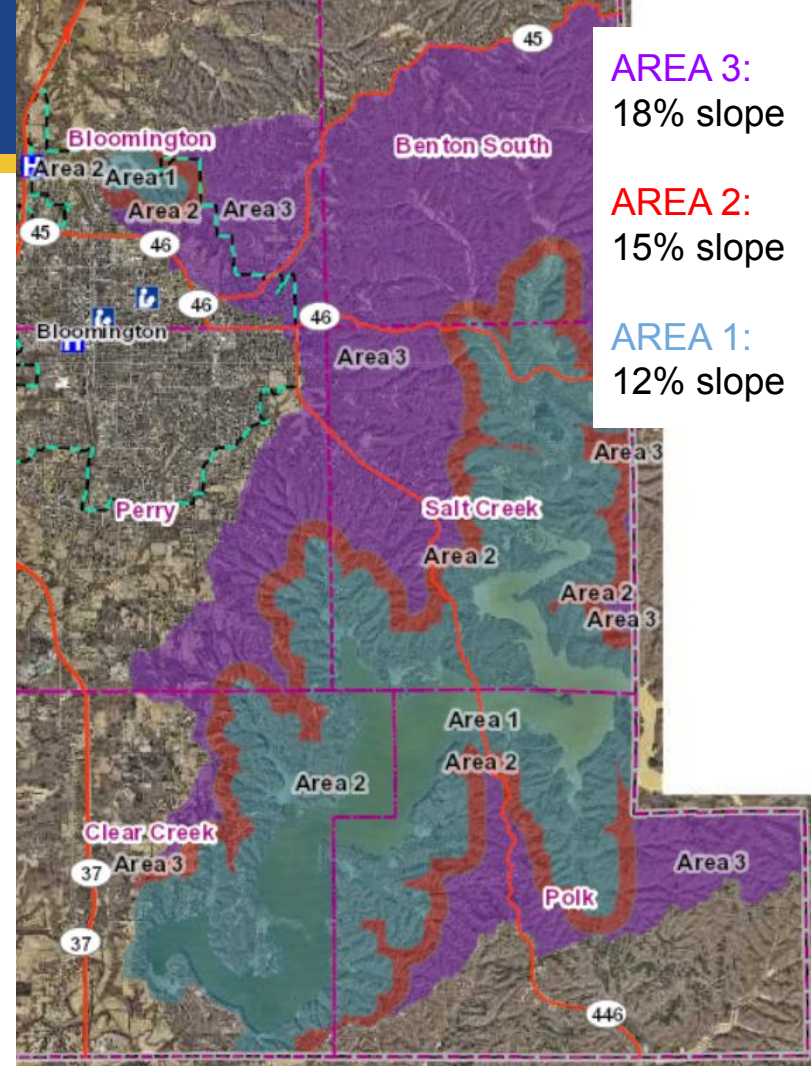 45
AREA 3:
18% slope
Bloomington
Benton South
H
Area 2
Area 1
AREA 2:
15% slope
Area 2
Area 3
45
46
46
46
Bloomington
H
AREA 1:
12% slope
Area 3
Area 3
Perry
Salt Creek
Area 2
Area 2
Area 3
Area 1
Area 2
Area 2
Clear Creek
Area 3
37
Area 3
Polk
37
446